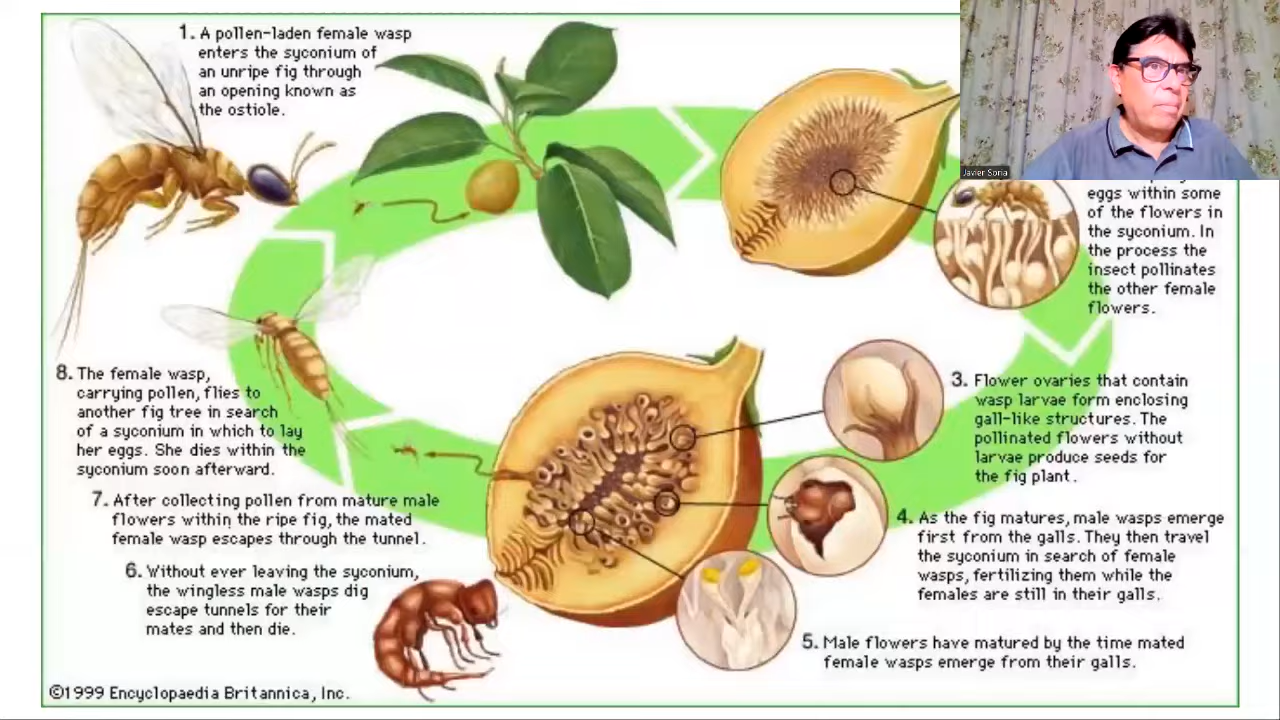 1. A pollen-laden female wasp
enters the syconium of
an unripe fig through
an opening known as
the ostiole.
Javier Soria
eggs within some
of the flowers in
the syconium. In
the process the
insect pollinates
the other female
flowers.
3. Flower ovaries that contain
wasp larvae form enclosing
gall-like structures. The
pollinated flowers without
larvae produce seeds for
the fig plant.
4. As the fig matures, male wasps emerge
first from the galls. They then travel
the syconium in search of female
wasps, fertilizing them while the
females are still in their galls.
5. Male flowers have matured by the time mated
female wasps emerge from their galls.
6. Without ever leaving the syconium,
the wingless male wasps dig
escape tunnels for their
mates and then die.
7. After collecting pollen from mature male
flowers within the ripe fig, the mated
female wasp escapes through the tunnel.
8. The female wasp,
carrying pollen, flies to
another fig tree in search
of a syconium in which to lay
her eggs. She dies within the
syconium soon afterward.
©1999 Encyclopaedia Britannica, Inc.